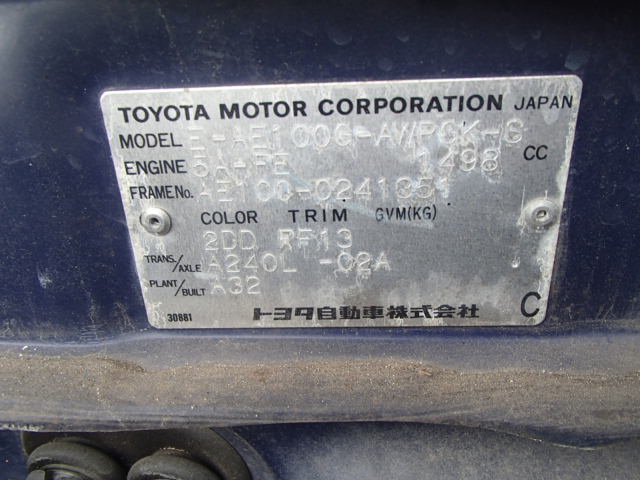 TOYOTA MOTOR CORPORATION JAPAN
MODEL E-AE100G-AWPGK-S
ENGINE 5A-FE 1498 CC
FRAME No. AE100-0241351
COLOR TRIM GVM(KG)
2DD FF13
TRANS./AXLE A240L -02A
PLANT/BUILT A32
30881 トヨタ自動車株式会社 C